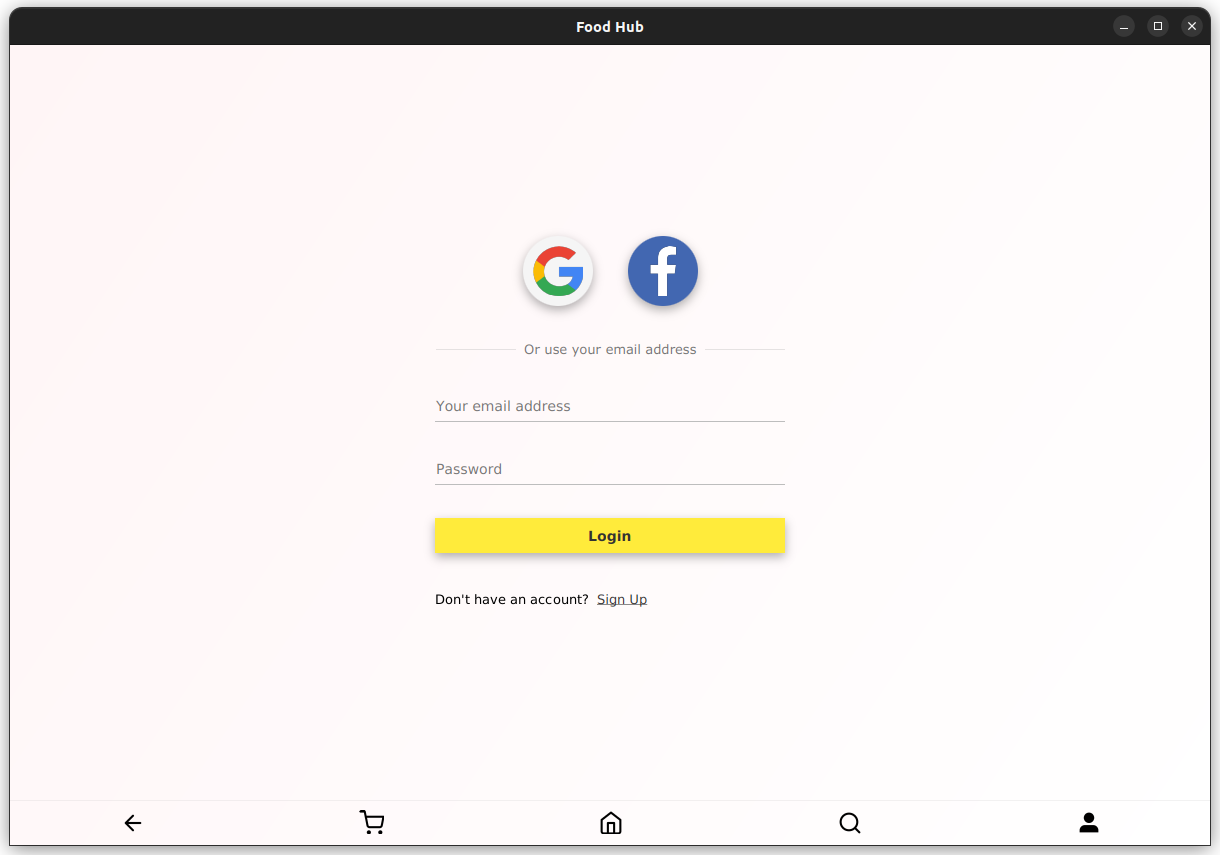 Food Hub
Or use your email address
Your email address
Password
Login
Don't have an account? Sign Up